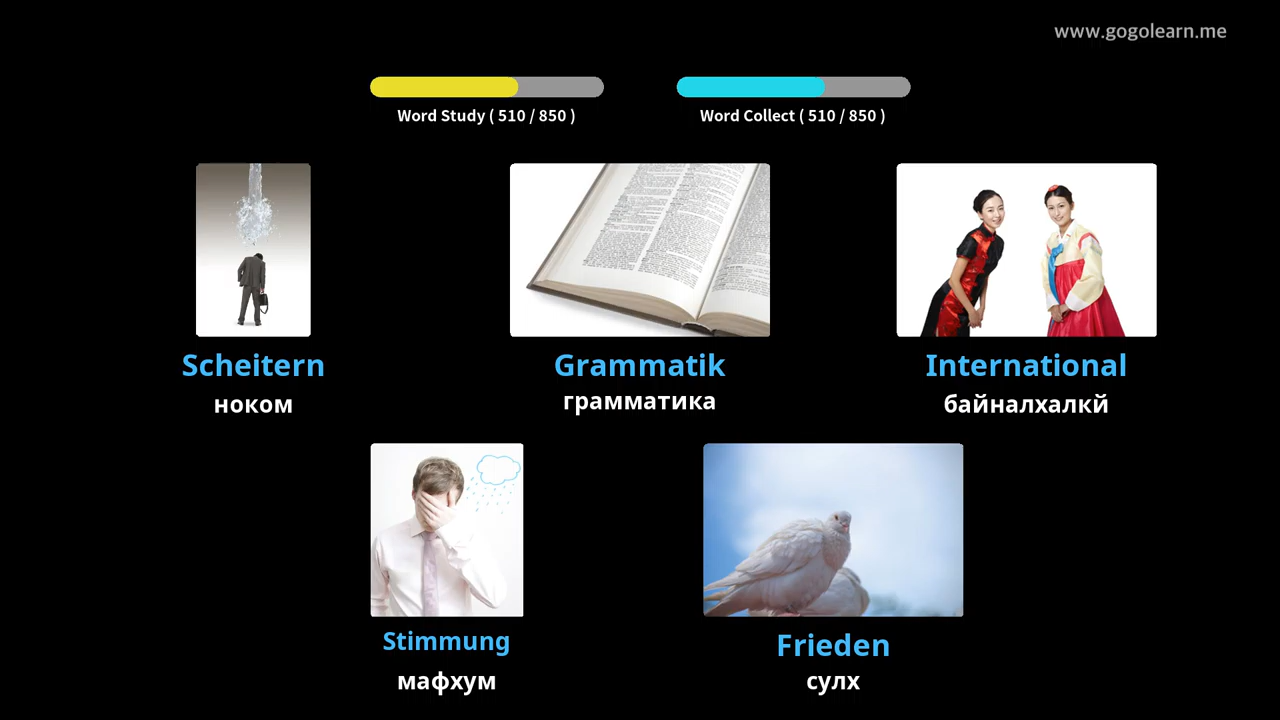 www.gogolearn.me
Word Study ( 510 / 850 )
Word Collect ( 510 / 850 )
Scheitern
ноком
Grammatik
грамматика
International
байналхалкй
Stimmung
мафхум
Frieden
сулх